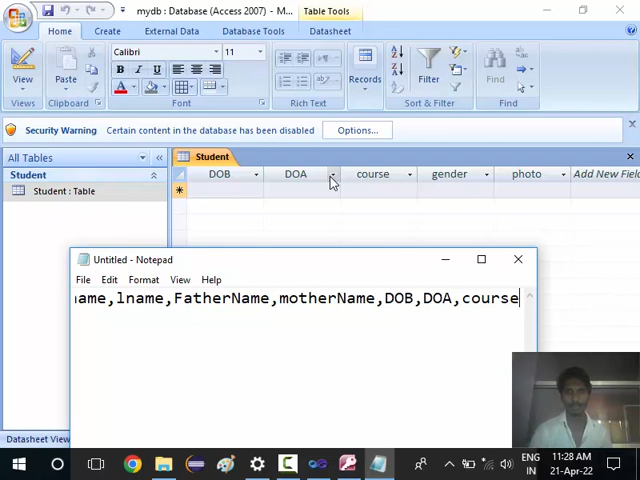 mydb : Database (Access 2007) - M...
Table Tools
Home
Create
External Data
Database Tools
Datasheet
View
Views
Paste
Clipboard
Calibri
11
B I U
A
Font
Rich Text
Records
Filter
Sort & Filter
Find
Find
Security Warning
Certain content in the database has been disabled
Options...
All Tables
Student
Student : Table
Student
DOB
DOA
course
gender
photo
Add New Field
Untitled - Notepad
File
Edit
Format
View
Help
name,lname,FatherName,motherName,DOB,DOA,course
Datasheet View
ENG
IN
11:28 AM
21-Apr-22